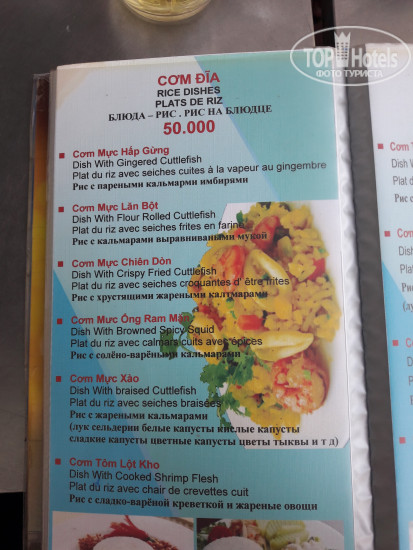 TOP Hotels
ФОТО ТУРИСТА
CƠM ĐĨA
RICE DISHES
PLATS DE RIZ
БЛЮДА – РИС . РИС НА БЛЮДЦЕ
50.000
Cơm Mực Hấp Gừng
Dish With Gingered Cuttlefish
Plat du riz avec seiches cuites à la vapeur au gingembre
Рис с пареными кальмарами имбирями
Cơm Mực Lăn Bột
Dish With Flour Rolled Cuttlefish
Plat du riz avec seiches frites en farine
Рис с кальмарами выравниваными мукой
Cơm Mực Chiên Dòn
Dish With Crispy Fried Cuttlefish
Plat du riz avec seiches croquantes d' être frites
Рис с хрустящими жареными калтмарами
Cơm Mực Ống Ram Mặn
Dish With Browned Spicy Squid
Plat du riz avec calmars cuits avec épices
Рис с солёно-варёными кальмарами
Cơm Mực Xào
Dish With braised Cuttlefish
Plat du riz avec seiches braisées
Рис с жареными кальмарами
(лук сельдерии белые капусты кислые капусты
сладкие капусты цветные капусты цветы тыквы и т д)
Cơm Tôm Lột Kho
Dish With Cooked Shrimp Flesh
Plat du riz avec chair de crevettes cuit
Рис с сладко-варёной креветкой и жареные овощи